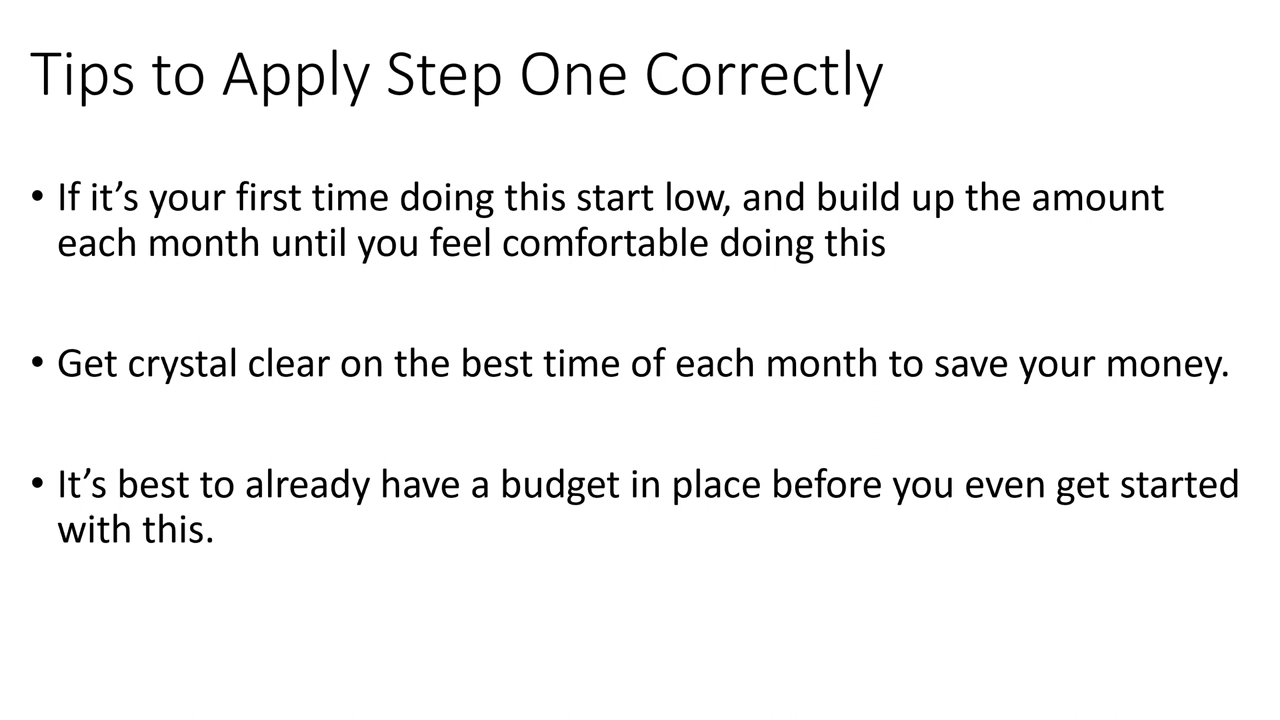 Tips to Apply Step One Correctly
• If it’s your first time doing this start low, and build up the amount
each month until you feel comfortable doing this
• Get crystal clear on the best time of each month to save your money.
• It’s best to already have a budget in place before you even get started
with this.